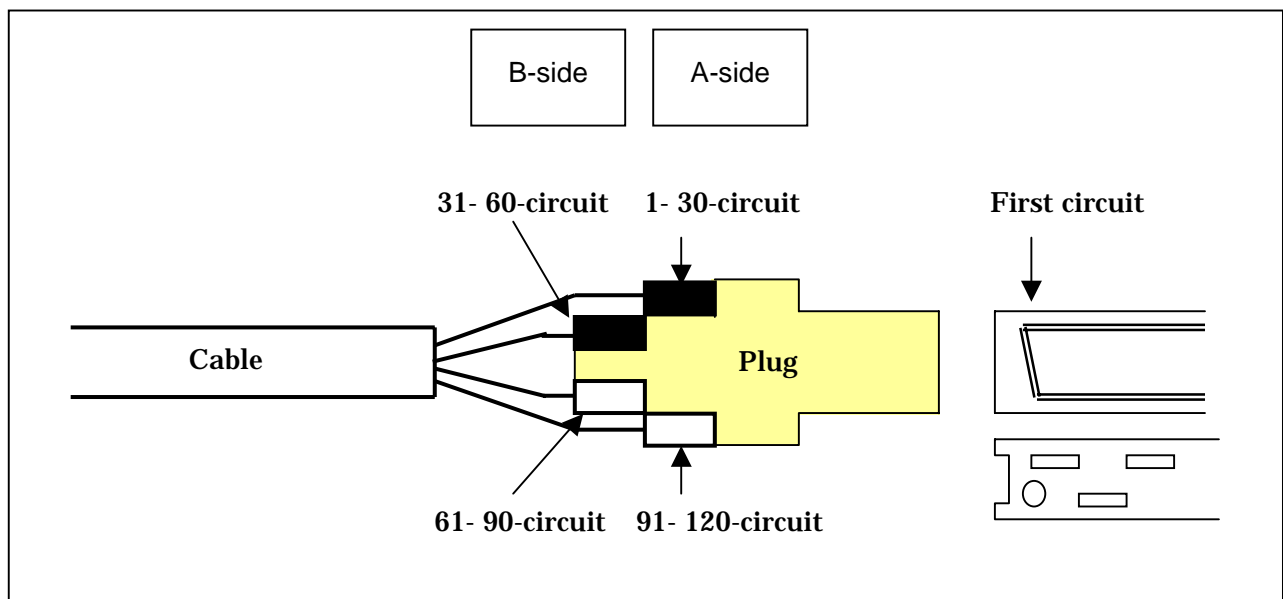 B-side A-side
31- 60-circuit 1- 30-circuit First circuit
Cable Plug
61- 90-circuit 91- 120-circuit